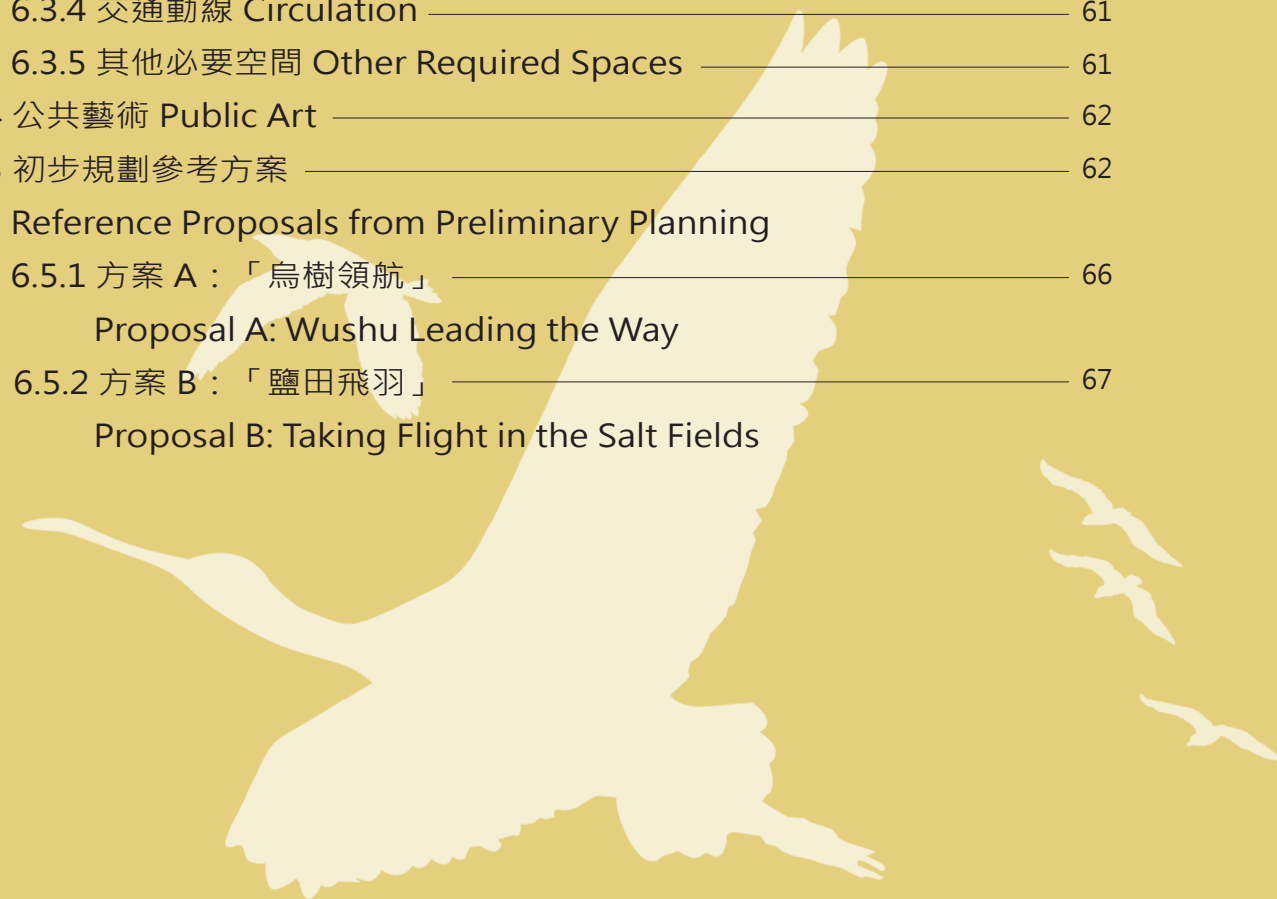 6.3.4 交通動線 Circulation 61
6.3.5 其他必要空間 Other Required Spaces 61
公共藝術 Public Art 62
初步規劃參考方案 62
Reference Proposals from Preliminary Planning
6.5.1 方案 A：「烏樹領航」 66
Proposal A: Wushu Leading the Way
6.5.2 方案 B：「鹽田飛羽」 67
Proposal B: Taking Flight in the Salt Fields